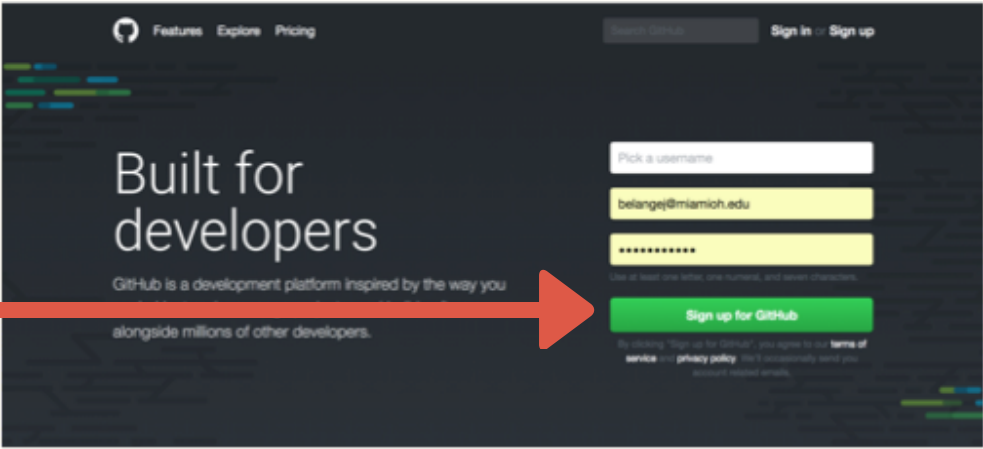 Features Explore Pricing
Search GitHub
Sign in or Sign up
Built for
developers
GitHub is a development platform inspired by the way you
alongside millions of other developers.
Pick a username
belangej@miamioh.edu
•••••••••••
Use at least one letter, one numeral, and seven characters.
Sign up for GitHub
By clicking "Sign up for GitHub", you agree to our terms of
service and privacy policy. We'll occasionally send you
account related emails.